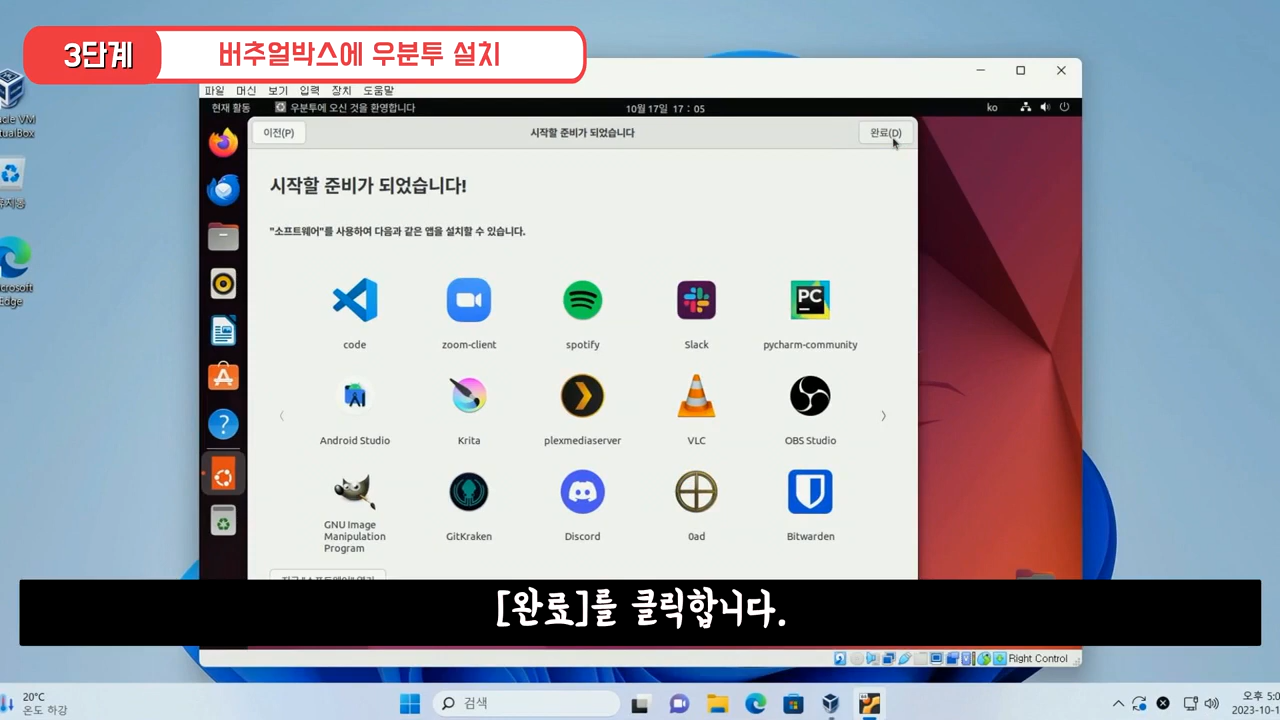 3단계
버추얼박스에 우분투 설치
파일 머신 보기 입력 장치 도움말
현재 활동
우분투에 오신 것을 환영합니다
10월 17일 17 : 05
ko
이전(P)
시작할 준비가 되었습니다
완료(D)
시작할 준비가 되었습니다!
"소프트웨어"를 사용하여 다음과 같은 앱을 설치할 수 있습니다.
code
zoom-client
spotify
Slack
pycharm-community
Android Studio
Krita
plexmediaserver
VLC
OBS Studio
GNU Image
Manipulation
Program
GitKraken
Discord
0ad
Bitwarden
[완료]를 클릭합니다.
Right Control
20°C
온도 하강
검색
오후 5:0
2023-10-1
Edge